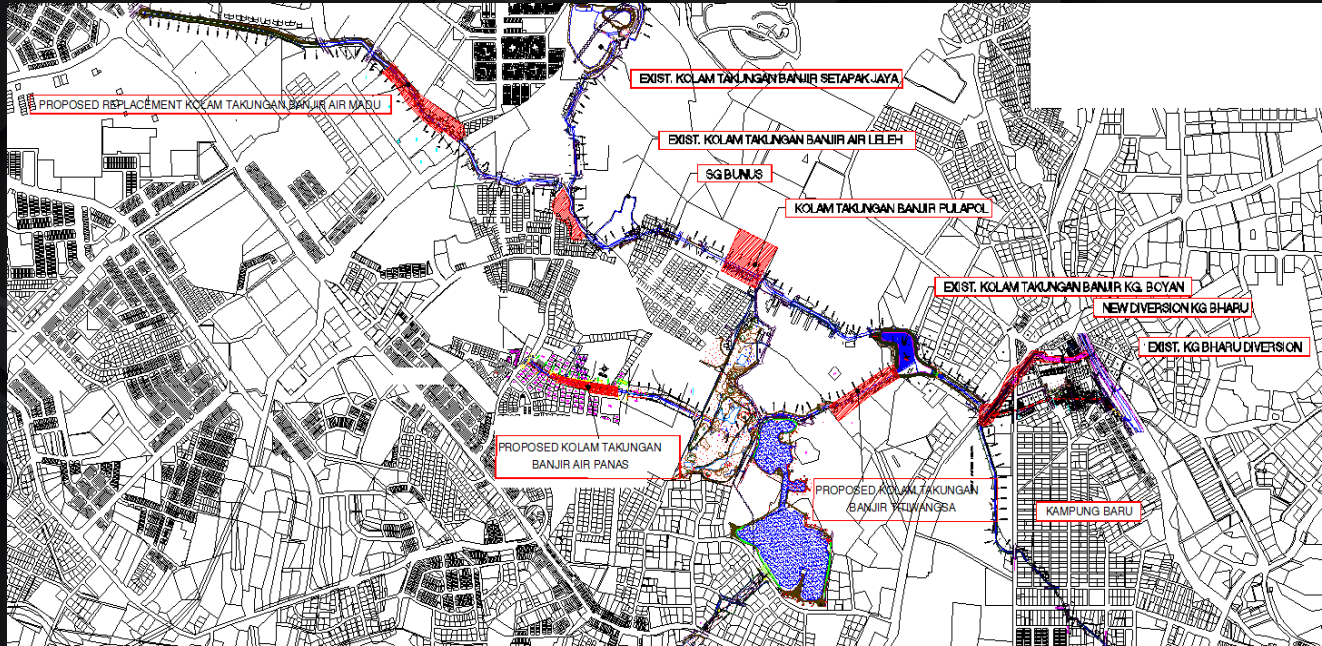 EXIST. KOLAM TAKUNGAN BANJIR SETAPAK JAYA
PROPOSED REPLACEMENT KOLAM TAKUNGAN BANJIR AIR MADU
EXIST. KOLAM TAKUNGAN BANJIR AIR LELEH
SG BUNUS
KOLAM TAKUNGAN BANJIR PULAPOL
EXIST. KOLAM TAKUNGAN BANJIR KG. BOYAN
NEW DIVERSION KG BHARU
EXIST. KG BHARU DIVERSION
PROPOSED KOLAM TAKUNGAN
BANJIR AIR PANAS
PROPOSED KOLAM TAKUNGAN
BANJIR TITIWANGSA
KAMPUNG BARU